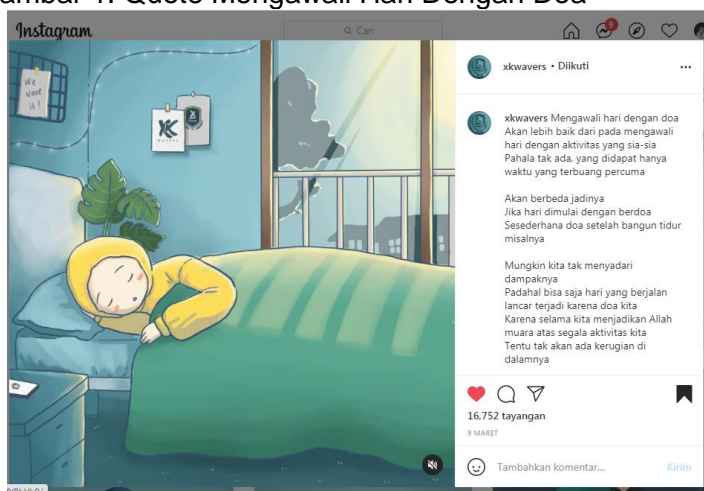 Gambar 1. Quote Mengawali Hari Dengan Doa
Instagram
Cari
9
we
wave
it!
XK
WAVERS
xkwavers • Diikuti
xkwavers Mengawali hari dengan doa
Akan lebih baik dari pada mengawali
hari dengan aktivitas yang sia-sia
Pahala tak ada, yang didapat hanya
waktu yang terbuang percuma
Akan berbeda jadinya
Jika hari dimulai dengan berdoa
Sesederhana doa setelah bangun tidur
misalnya
Mungkin kita tak menyadari
dampaknya
Padahal bisa saja hari yang berjalan
lancar terjadi karena doa kita
Karena selama kita menjadikan Allah
muara atas segala aktivitas kita
Tentu tak akan ada kerugian di
dalamnya
16,752 tayangan
9 MARET
Tambahkan komentar...
Kirim